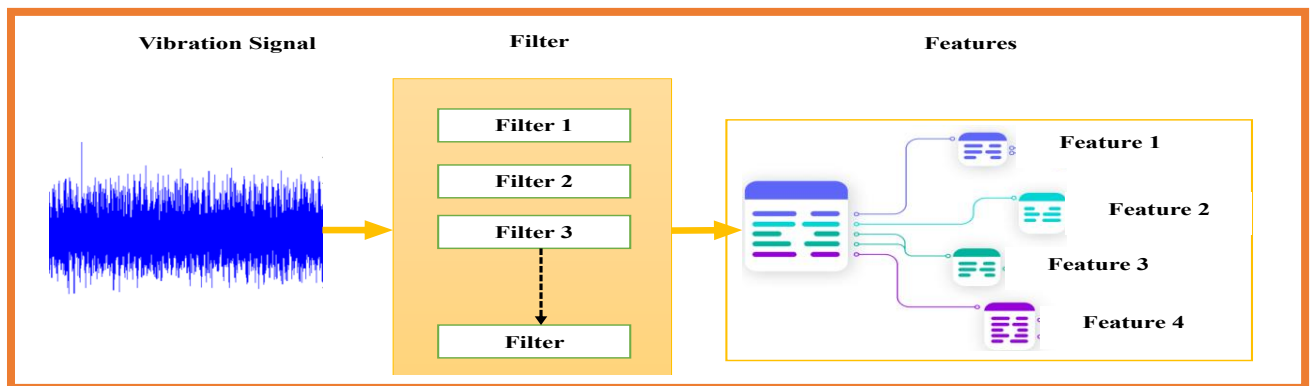 Vibration Signal
Filter
Features
Filter 1
Filter 2
Filter 3
Filter
Feature 1
Feature 2
Feature 3
Feature 4